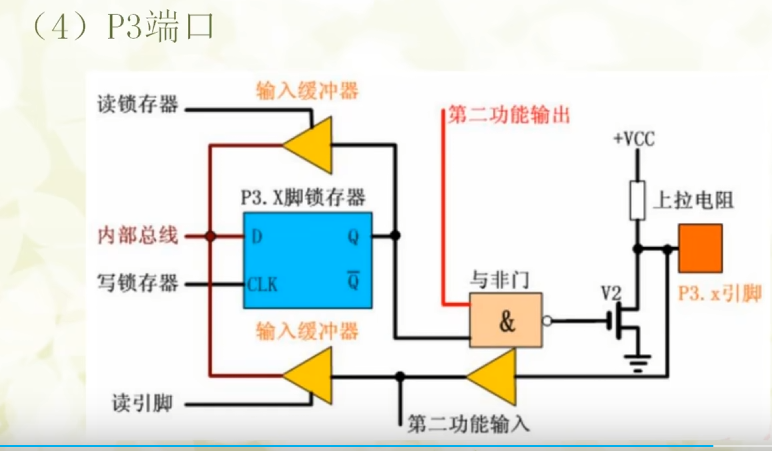 （4）P3端口
读锁存器
输入缓冲器
第二功能输出
+VCC
上拉电阻
P3.X脚锁存器
内部总线
D
Q
写锁存器
CLK
Q̅
与非门
&
V2
P3.x引脚
输入缓冲器
读引脚
第二功能输入